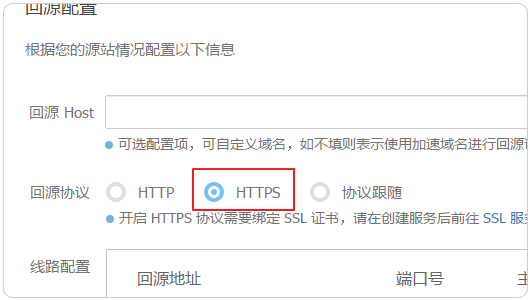 回源配置
根据您的源站情况配置以下信息
回源 Host
可选配置项，可自定义域名，如不填则表示使用加速域名进行回源
回源协议 HTTP HTTPS 协议跟随
开启 HTTPS 协议需要绑定 SSL 证书，请在创建服务后前往 SSL 服
线路配置
回源地址 端口号